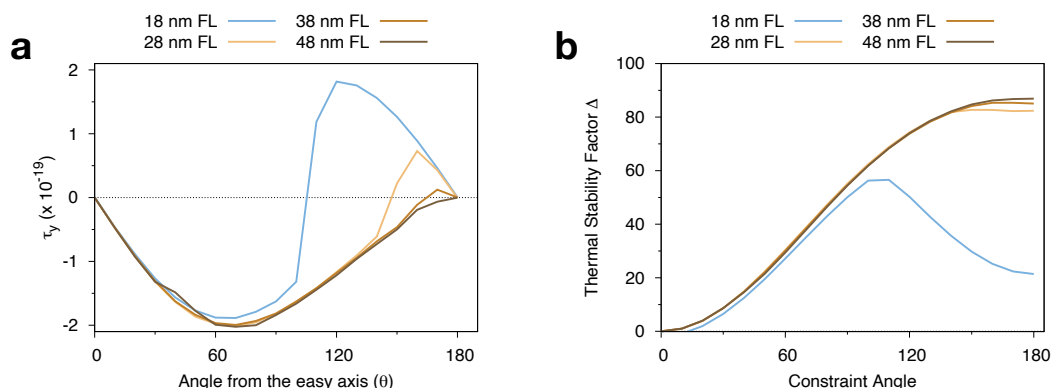 a
18 nm FL 38 nm FL
28 nm FL 48 nm FL
2
1
0
-1
-2
τy (x 10-19)
0 60 120 180
Angle from the easy axis (θ)
b
18 nm FL 38 nm FL
28 nm FL 48 nm FL
100
80
60
40
20
0
Thermal Stability Factor Δ
0 60 120 180
Constraint Angle